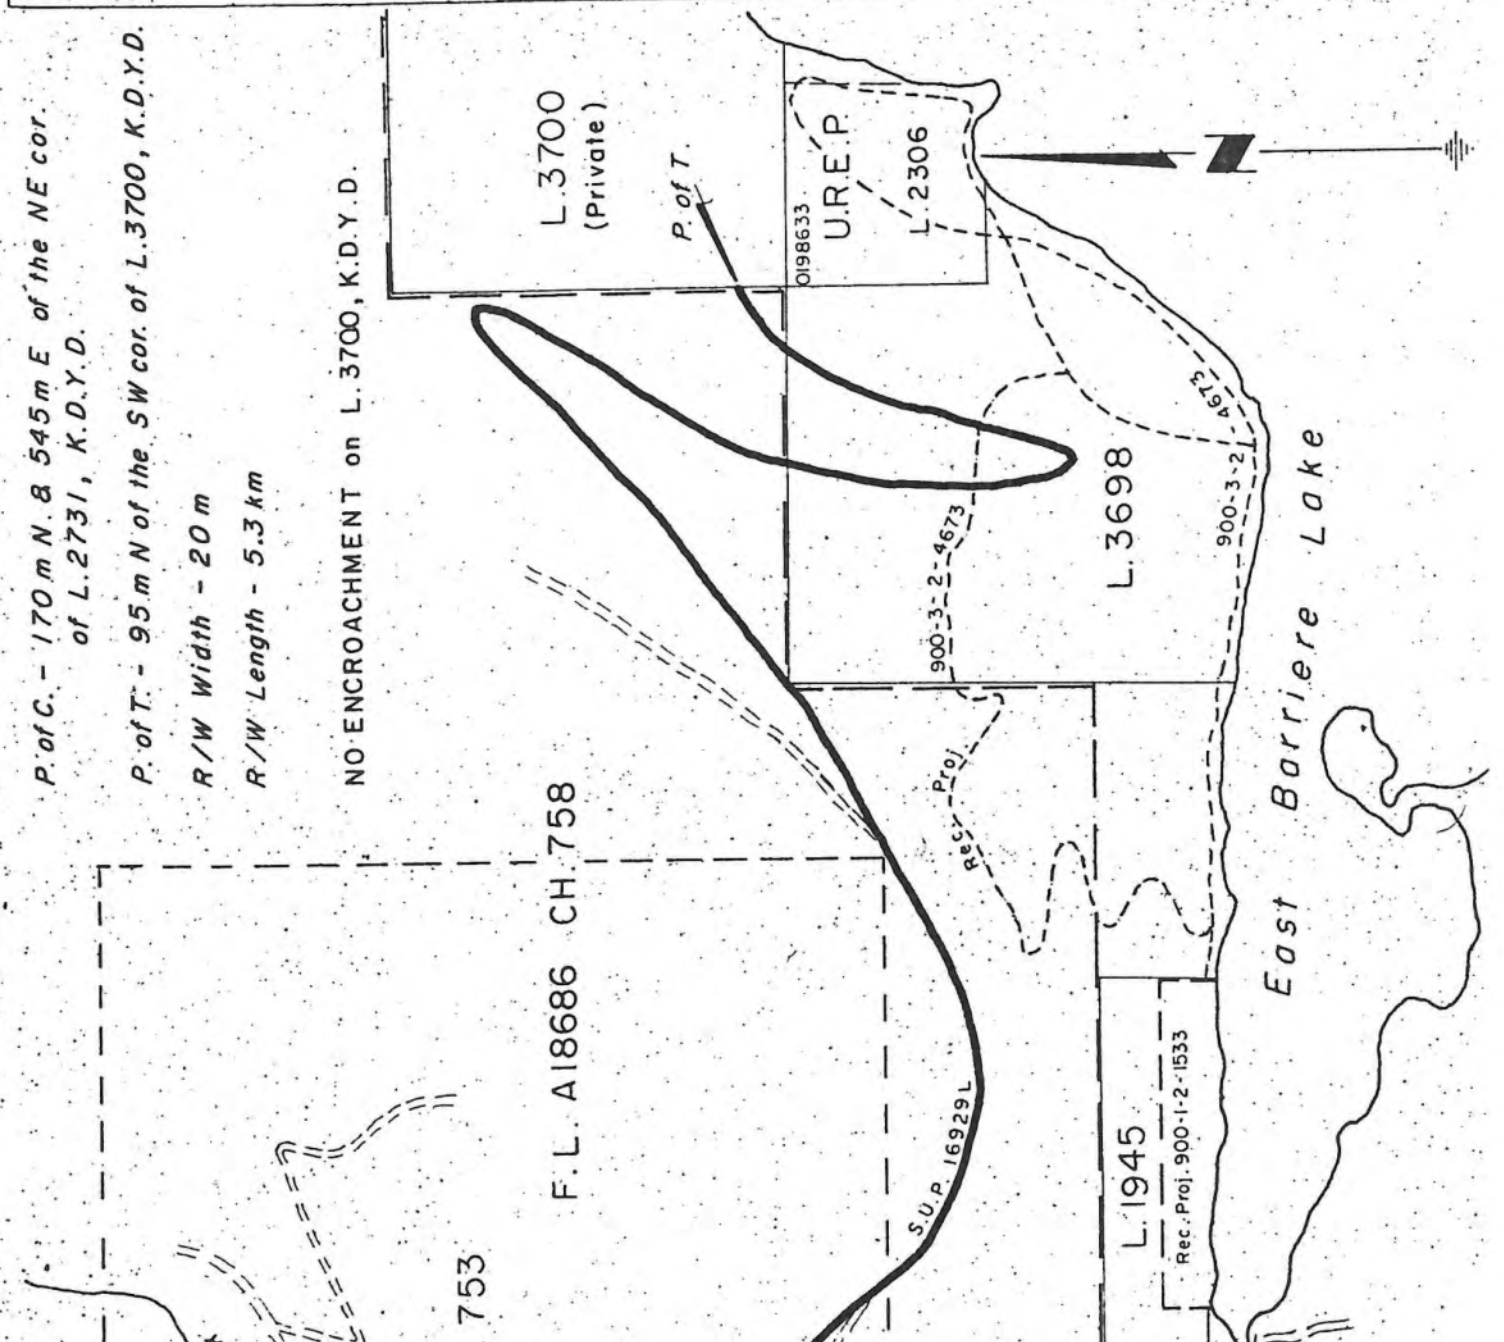 P. of C. - 170 m N. & 545 m E of the NE cor.
of L.2731, K.D.Y.D.
P. of T. - 95 m N of the SW cor. of L.3700, K.D.Y.D.
R/W Width - 20 m
R/W Length - 5.3 km
NO ENCROACHMENT on L.3700, K.D.Y.D.
L.3700
(Private)
P. of T.
0198633
U.R.E.P.
L.2306
N
4673
900-3-2
900-3-2-4673
L.3698
East Barriere Lake
Rec. Proj.
F.L. A18686 CH. 758
S.U.P. 16929 L
L.1945
Rec. Proj. 900-1-2-1533
753